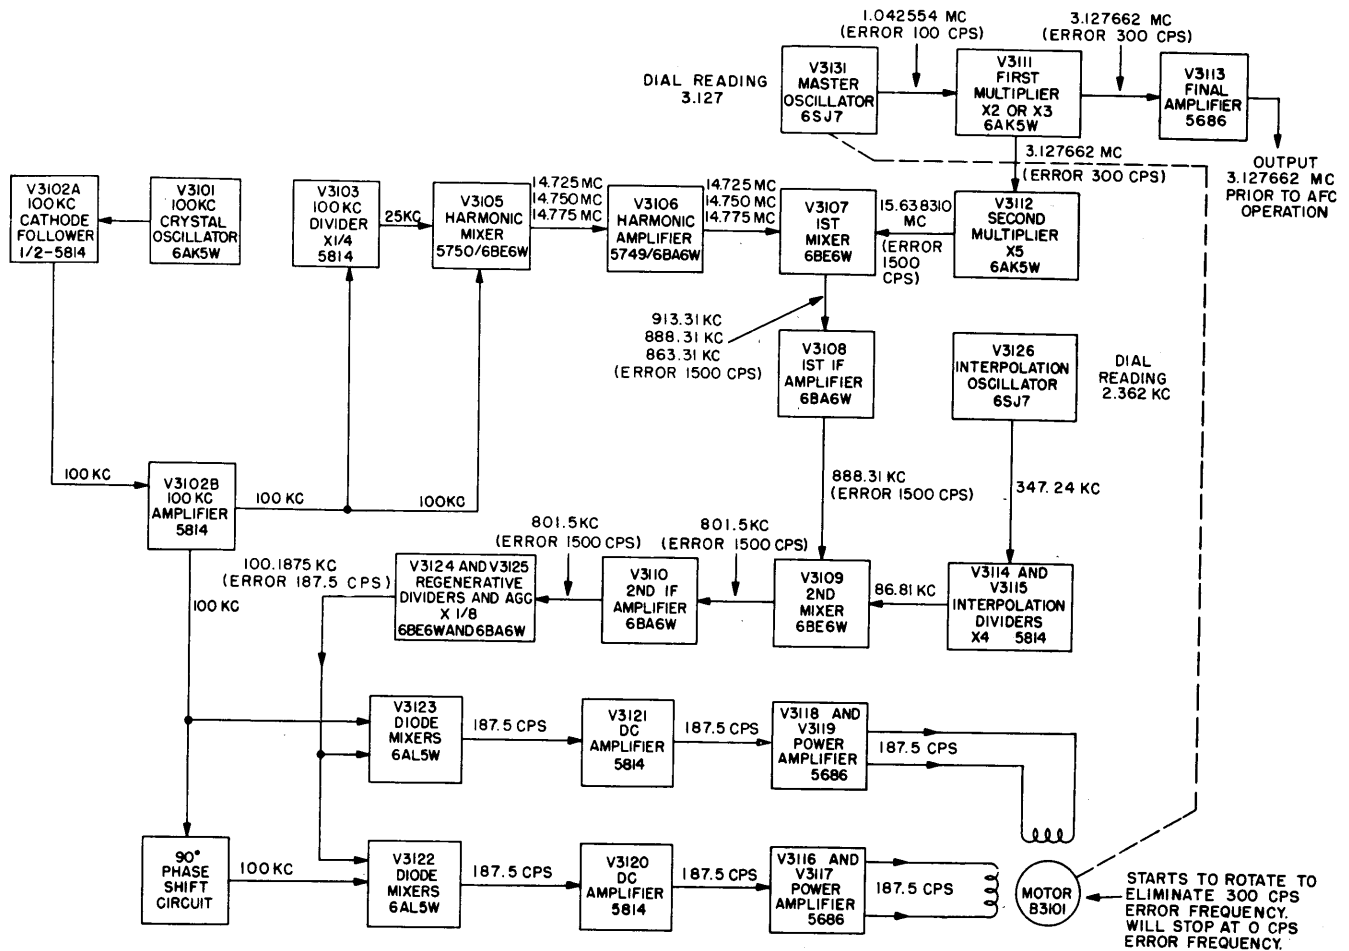 1.042554 MC
(ERROR 100 CPS)
3.127662 MC
(ERROR 300 CPS)
DIAL READING
3.127
V3131
MASTER
OSCILLATOR
6SJ7
V3111
FIRST
MULTIPLIER
X2 OR X3
6AK5W
V3113
FINAL
AMPLIFIER
5686
3.127662 MC
(ERROR 300 CPS)
OUTPUT
3.127662 MC
PRIOR TO AFC
OPERATION
V3102A
100 KC
CATHODE
FOLLOWER
1/2-5814
V3101
100KC
CRYSTAL
OSCILLATOR
6AK5W
V3103
100 KC
DIVIDER
X1/4
5814
25KC
V3105
HARMONIC
MIXER
5750/6BE6W
14.725 MC
14.750 MC
14.775 MC
V3106
HARMONIC
AMPLIFIER
5749/6BA6W
14.725 MC
14.750 MC
14.775 MC
V3107
1ST
MIXER
6BE6W
15.638310
MC
(ERROR
1500
CPS)
V3112
SECOND
MULTIPLIER
X5
6AK5W
913.31 KC
888.31 KC
863.31 KC
(ERROR 1500 CPS)
V3108
1ST IF
AMPLIFIER
6BA6W
V3126
INTERPOLATION
OSCILLATOR
6SJ7
DIAL
READING
2.362 KC
100 KC
V3102B
100 KC
AMPLIFIER
5814
100 KC
100KC
888.31 KC
(ERROR 1500 CPS)
347.24 KC
100 KC
100.1875 KC
(ERROR 187.5 CPS)
V3124 AND V3125
REGENERATIVE
DIVIDERS AND AGC
X 1/8
6BE6W AND 6BA6W
801.5KC
(ERROR 1500 CPS)
V3110
2ND IF
AMPLIFIER
6BA6W
801.5 KC
(ERROR 1500 CPS)
V3109
2ND
MIXER
6BE6W
86.81 KC
V3114 AND
V3115
INTERPOLATION
DIVIDERS
X4 5814
V3123
DIODE
MIXERS
6AL5W
187.5 CPS
V3121
DC
AMPLIFIER
5814
187.5 CPS
V3118 AND
V3119
POWER
AMPLIFIER
5686
187.5 CPS
90°
PHASE
SHIFT
CIRCUIT
100 KC
V3122
DIODE
MIXERS
6AL5W
187.5 CPS
V3120
DC
AMPLIFIER
5814
187.5 CPS
V3116 AND
V3117
POWER
AMPLIFIER
5686
187.5 CPS
MOTOR
B3101
STARTS TO ROTATE TO
ELIMINATE 300 CPS
ERROR FREQUENCY.
WILL STOP AT 0 CPS
ERROR FREQUENCY.